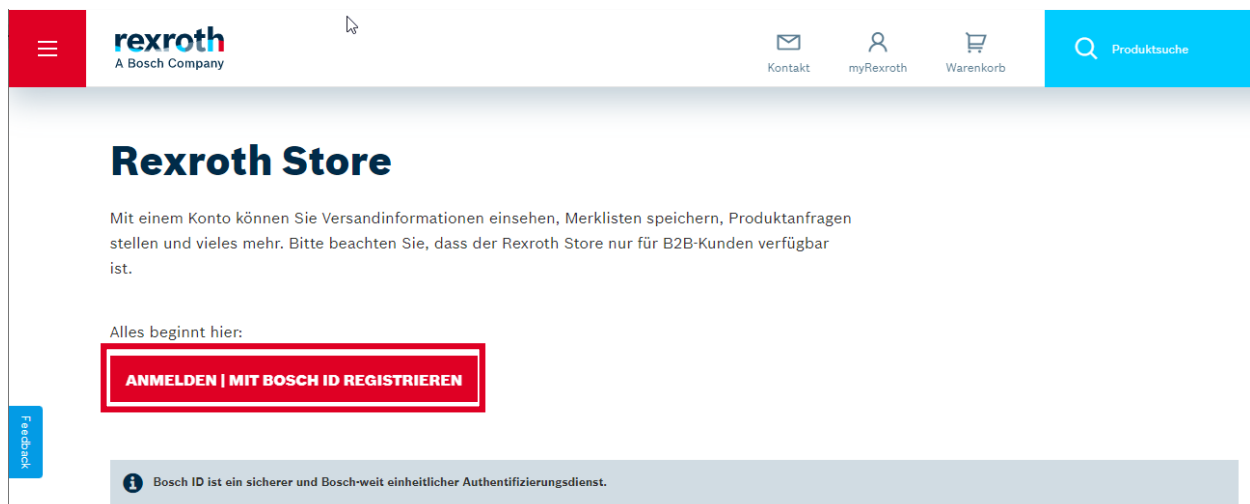 rexroth
A Bosch Company
Kontakt
myRexroth
Warenkorb
Produktsuche
Rexroth Store
Mit einem Konto können Sie Versandinformationen einsehen, Merklisten speichern, Produktanfragen
stellen und vieles mehr. Bitte beachten Sie, dass der Rexroth Store nur für B2B-Kunden verfügbar
ist.
Alles beginnt hier:
ANMELDEN | MIT BOSCH ID REGISTRIEREN
Feedback
Bosch ID ist ein sicherer und Bosch-weit einheitlicher Authentifizierungsdienst.